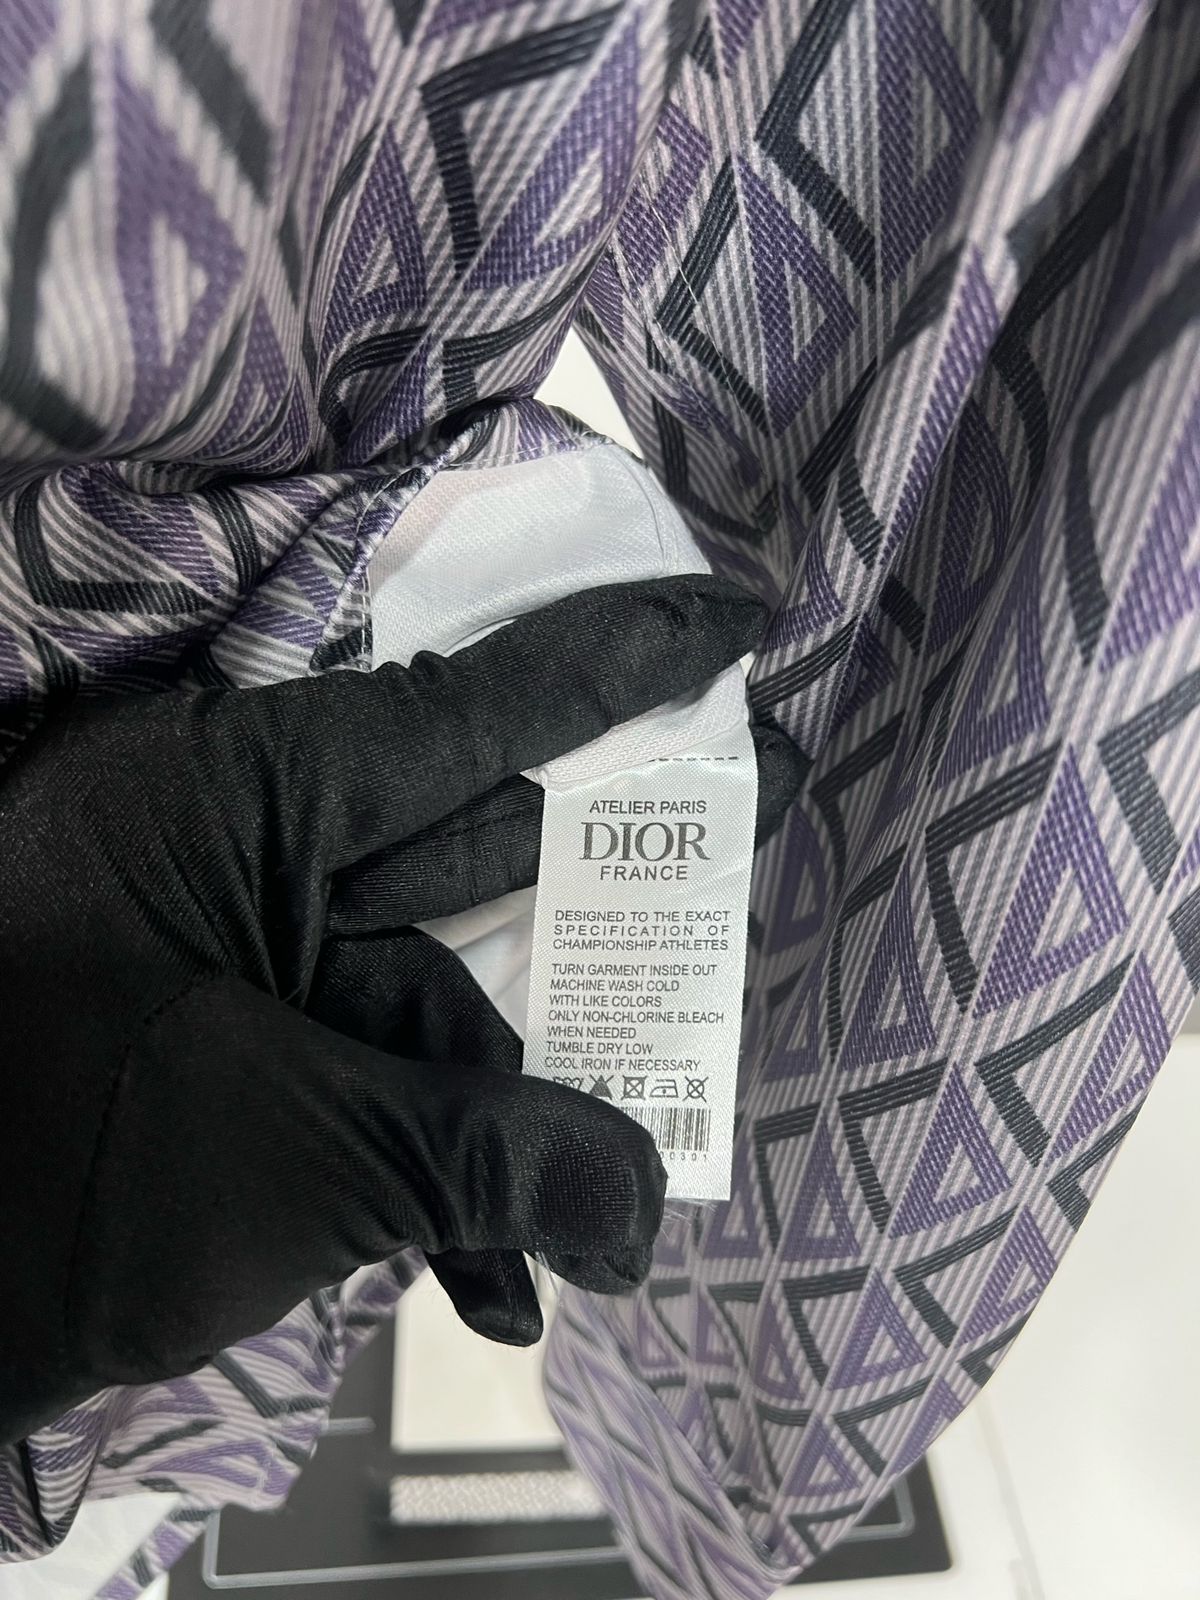 ATELIER PARIS
DIOR
FRANCE
DESIGNED TO THE EXACT
SPECIFICATION OF
CHAMPIONSHIP ATHLETES
TURN GARMENT INSIDE OUT
MACHINE WASH COLD
WITH LIKE COLORS
ONLY NON-CHLORINE BLEACH
WHEN NEEDED
TUMBLE DRY LOW
COOL IRON IF NECESSARY